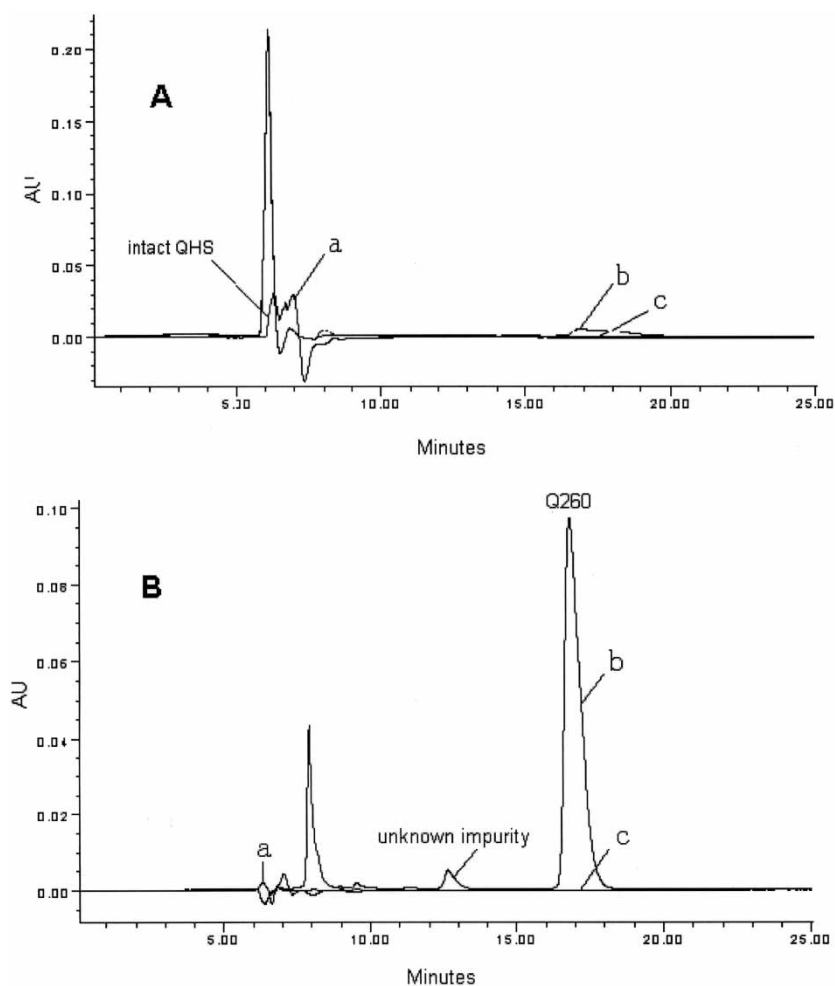 0.20
A
0.15
AU
0.10
intact QHS
a
0.05
b
c
0.00
5.00 10.00 15.00 20.00 25.00
Minutes
Q260
0.10
0.08
B
0.06
b
AU
0.04
0.02
unknown impurity
a
c
0.00
5.00 10.00 15.00 20.00 25.00
Minutes